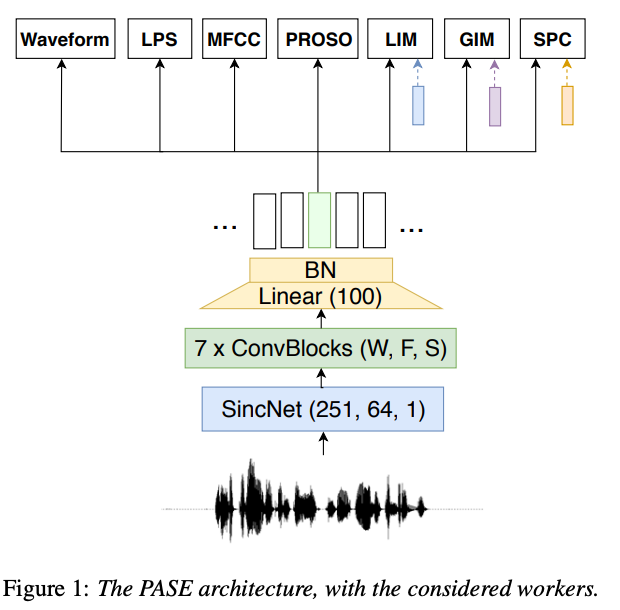 Waveform LPS MFCC PROSO LIM GIM SPC
... ...
BN
Linear (100)
7 x ConvBlocks (W, F, S)
SincNet (251, 64, 1)
Figure 1: The PASE architecture, with the considered workers.